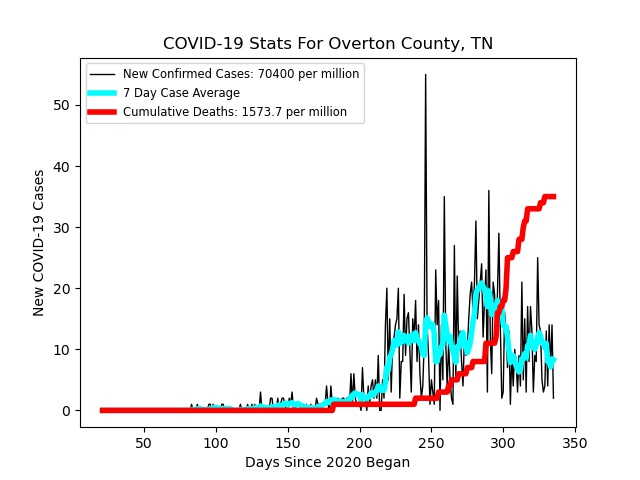 COVID-19 Stats For Overton County, TN
New Confirmed Cases: 70400 per million
7 Day Case Average
Cumulative Deaths: 1573.7 per million
New COVID-19 Cases
50
40
30
20
10
0
50
100
150
200
250
300
350
Days Since 2020 Began